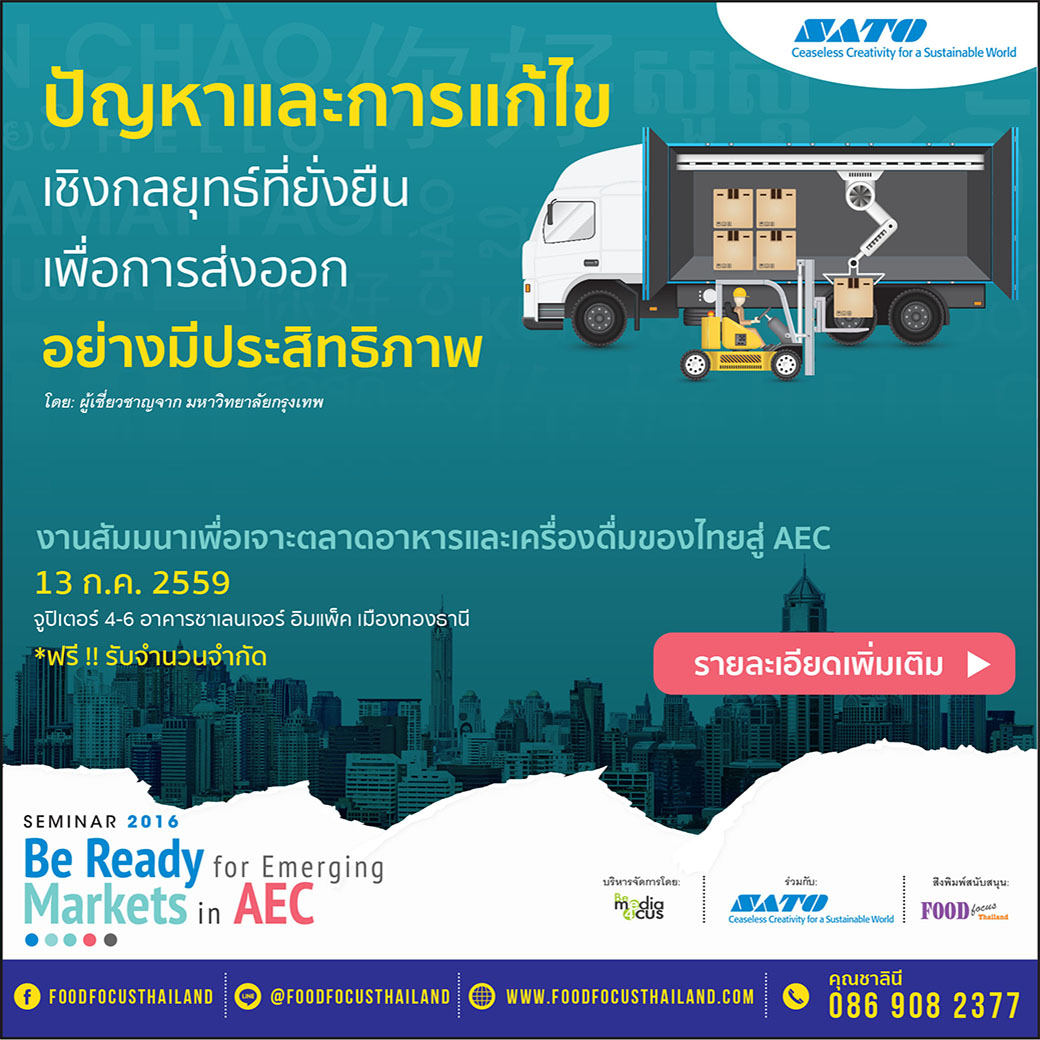 SATO
Ceaseless Creativity for a Sustainable World
ปัญหาและการแก้ไข
เชิงกลยุทธ์ที่ยั่งยืน
เพื่อการส่งออก
อย่างมีประสิทธิภาพ
โดย: ผู้เชี่ยวชาญจาก มหาวิทยาลัยกรุงเทพ
งานสัมมนาเพื่อเจาะตลาดอาหารและเครื่องดื่มของไทยสู่ AEC
13 ก.ค. 2559
จูปิเตอร์ 4-6 อาคารชาเลนเจอร์ อิมแพ็ค เมืองทองธานี
*ฟรี !! รับจำนวนจำกัด
รายละเอียดเพิ่มเติม
SEMINAR 2016
Be Ready for Emerging
Markets in AEC
บริหารจัดการโดย:
Be
media
4cus
ร่วมกับ:
SATO
Ceaseless Creativity for a Sustainable World
สิ่งพิมพ์สนับสนุน:
FOOD focus
Thailand
FOODFOCUSTHAILAND
LINE
@FOODFOCUSTHAILAND
WWW.FOODFOCUSTHAILAND.COM
คุณชาลินี
086 908 2377